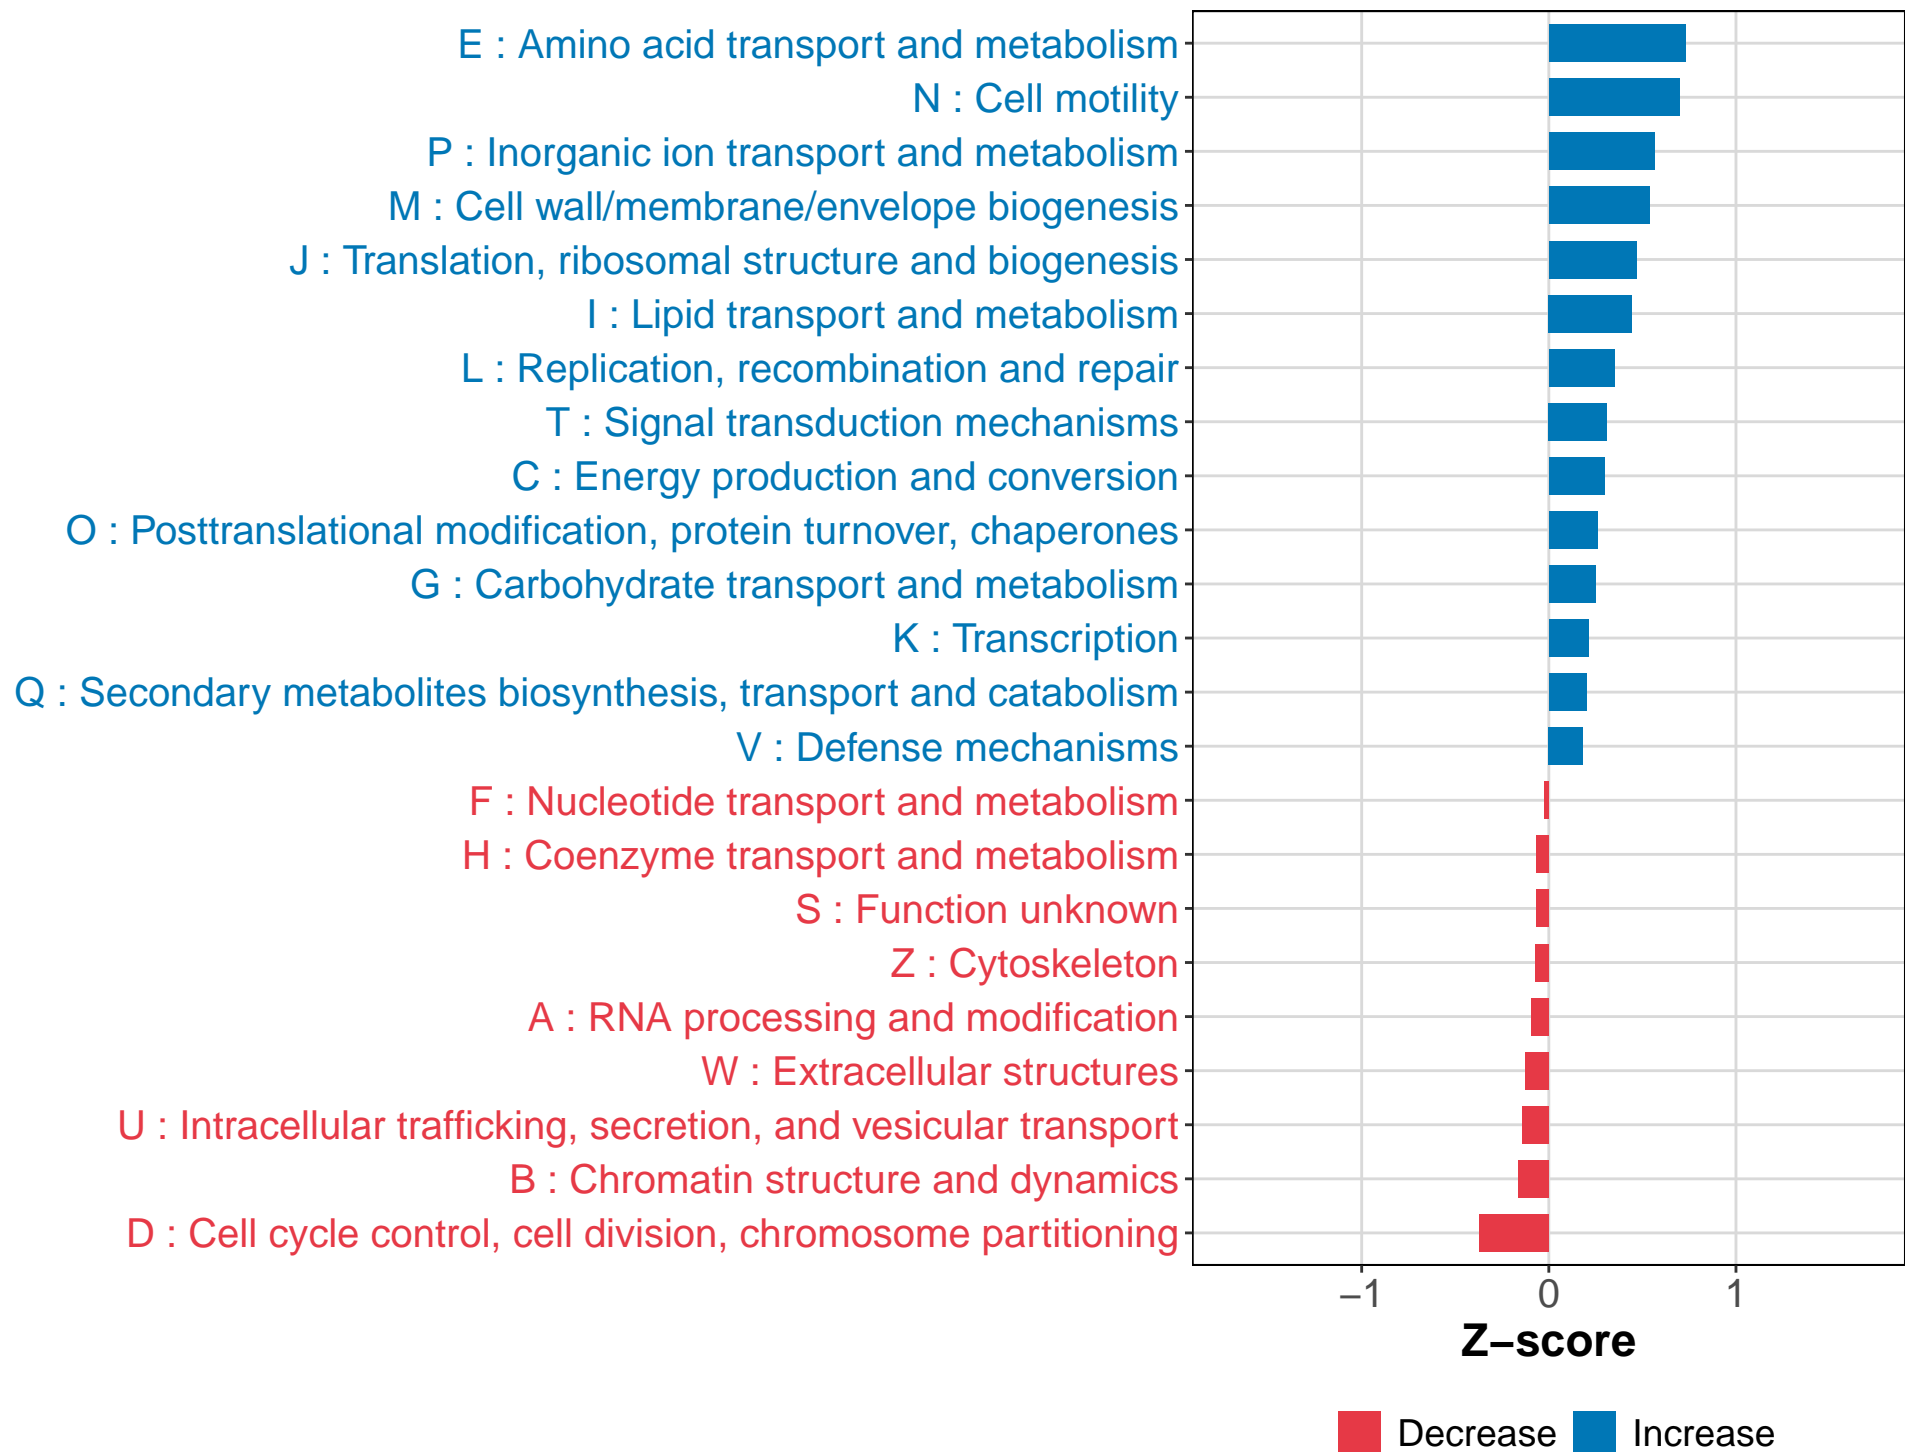 E : Amino acid transport and metabolism
N : Cell motility
P : Inorganic ion transport and metabolism
M : Cell wall/membrane/envelope biogenesis
J : Translation, ribosomal structure and biogenesis
I : Lipid transport and metabolism
L : Replication, recombination and repair
T : Signal transduction mechanisms
C : Energy production and conversion
O : Posttranslational modification, protein turnover, chaperones
G : Carbohydrate transport and metabolism
K : Transcription
Q : Secondary metabolites biosynthesis, transport and catabolism
V : Defense mechanisms
F : Nucleotide transport and metabolism
H : Coenzyme transport and metabolism
S : Function unknown
Z : Cytoskeleton
A : RNA processing and modification
W : Extracellular structures
U : Intracellular trafficking, secretion, and vesicular transport
B : Chromatin structure and dynamics
D : Cell cycle control, cell division, chromosome partitioning
−1 0 1
Z−score
Decrease Increase